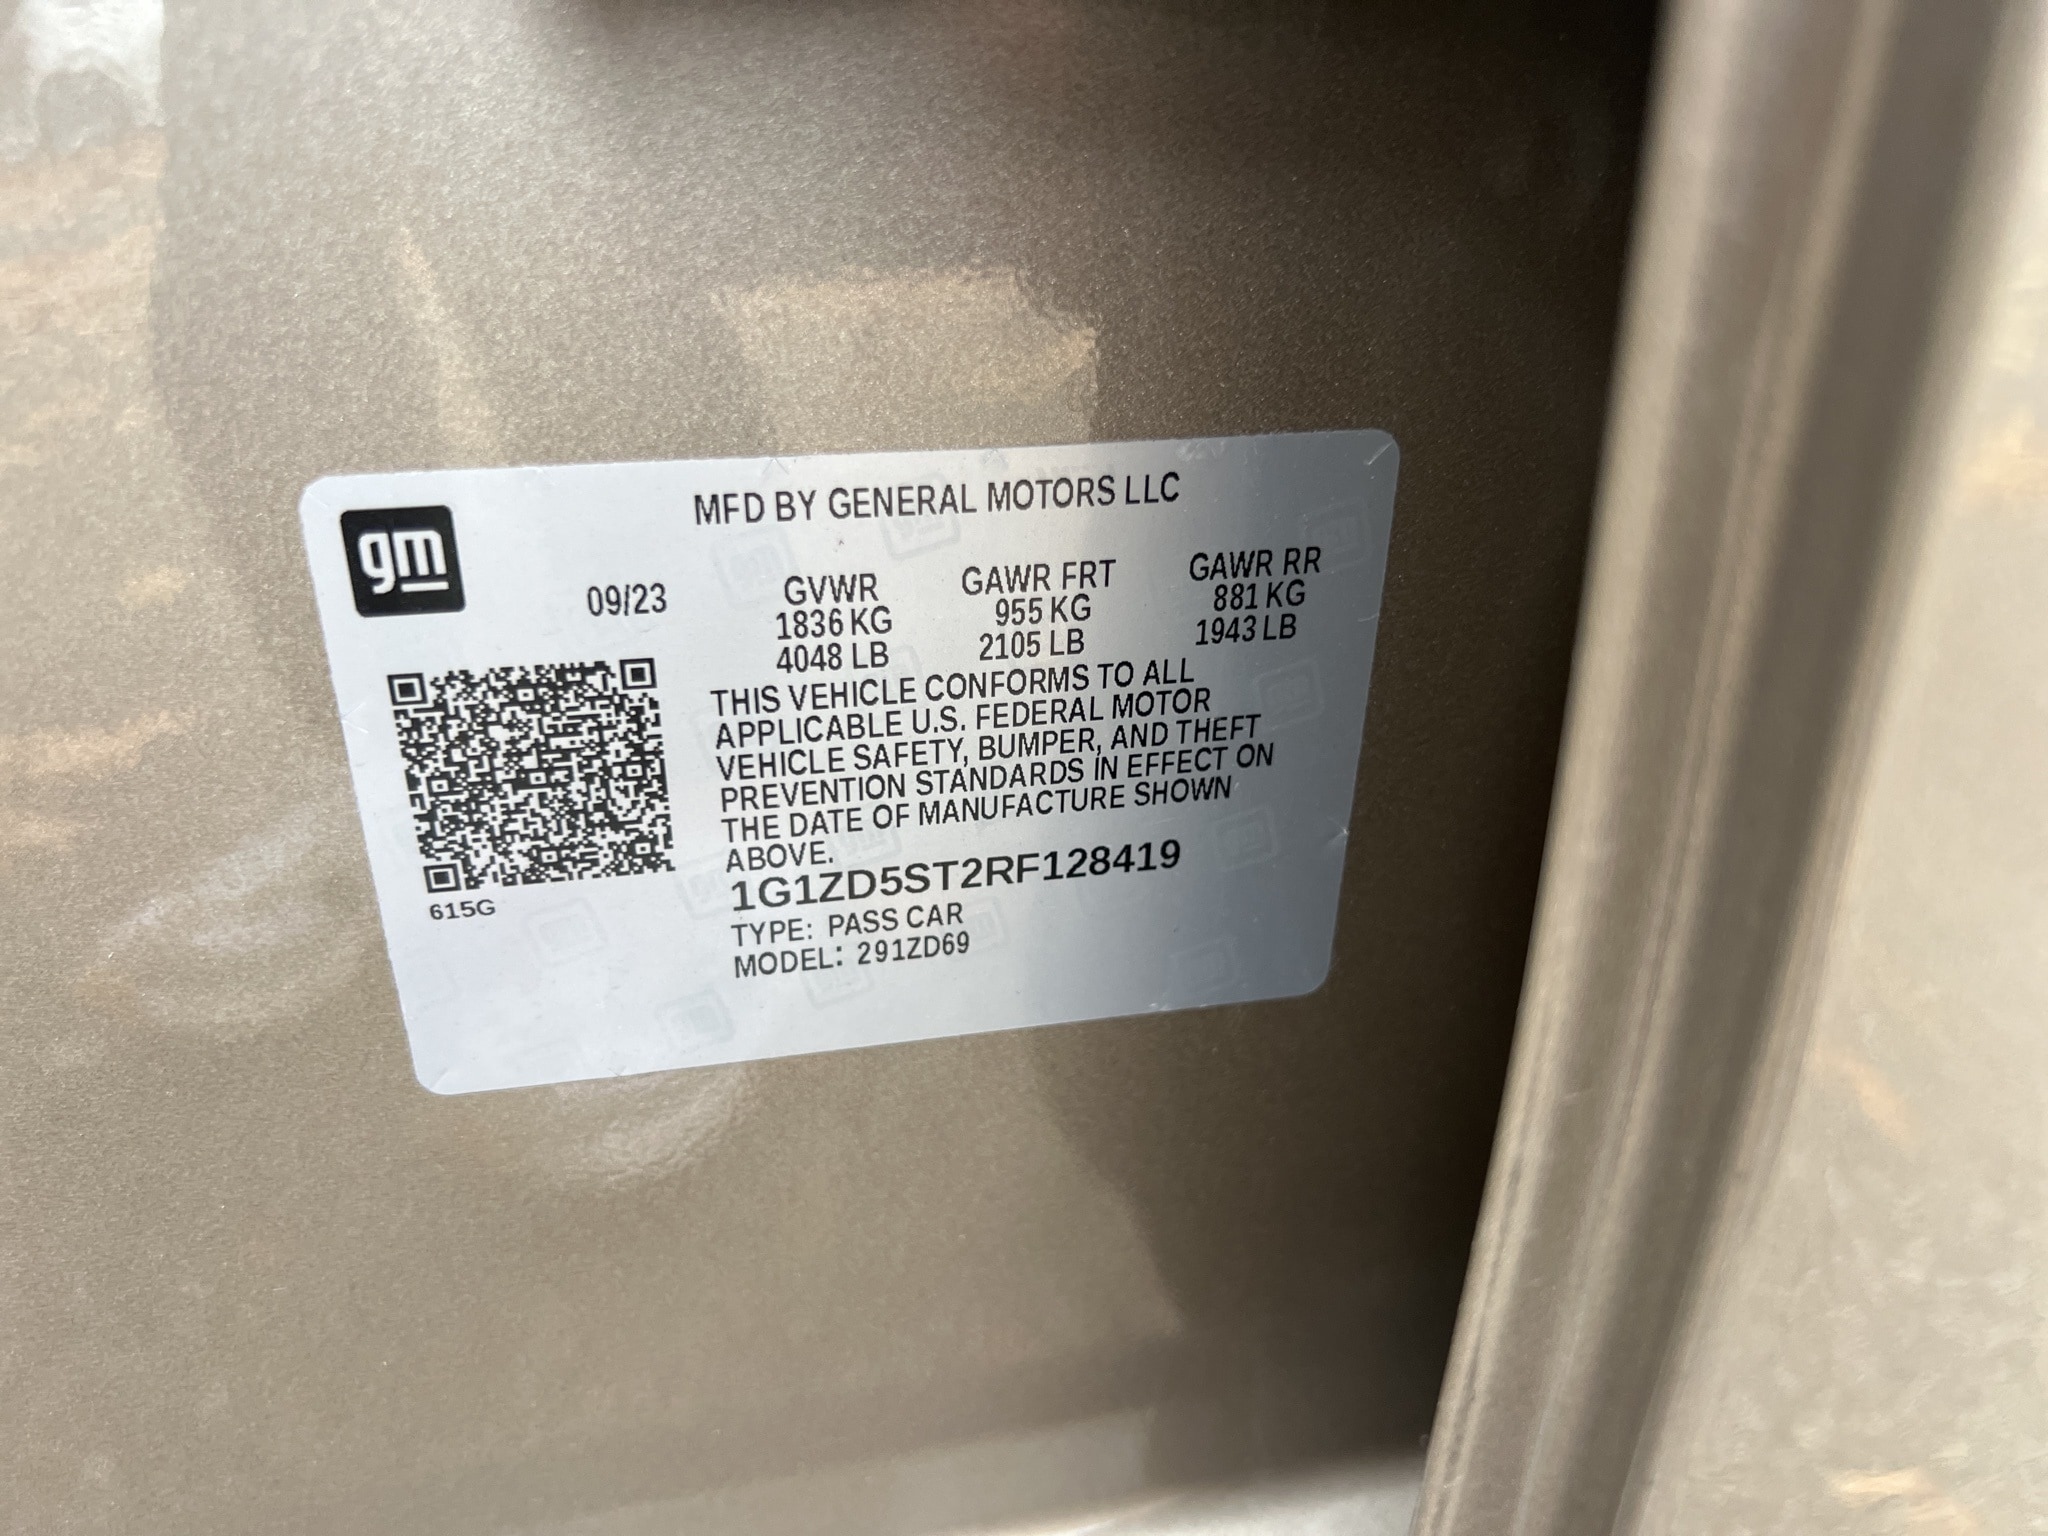 gm
MFD BY GENERAL MOTORS LLC
09/23
GVWR GAWR FRT GAWR RR
1836 KG 955 KG 881 KG
4048 LB 2105 LB 1943 LB
THIS VEHICLE CONFORMS TO ALL
APPLICABLE U.S. FEDERAL MOTOR
VEHICLE SAFETY, BUMPER, AND THEFT
PREVENTION STANDARDS IN EFFECT ON
THE DATE OF MANUFACTURE SHOWN
ABOVE.
1G1ZD5ST2RF128419
615G
TYPE: PASS CAR
MODEL: 291ZD69